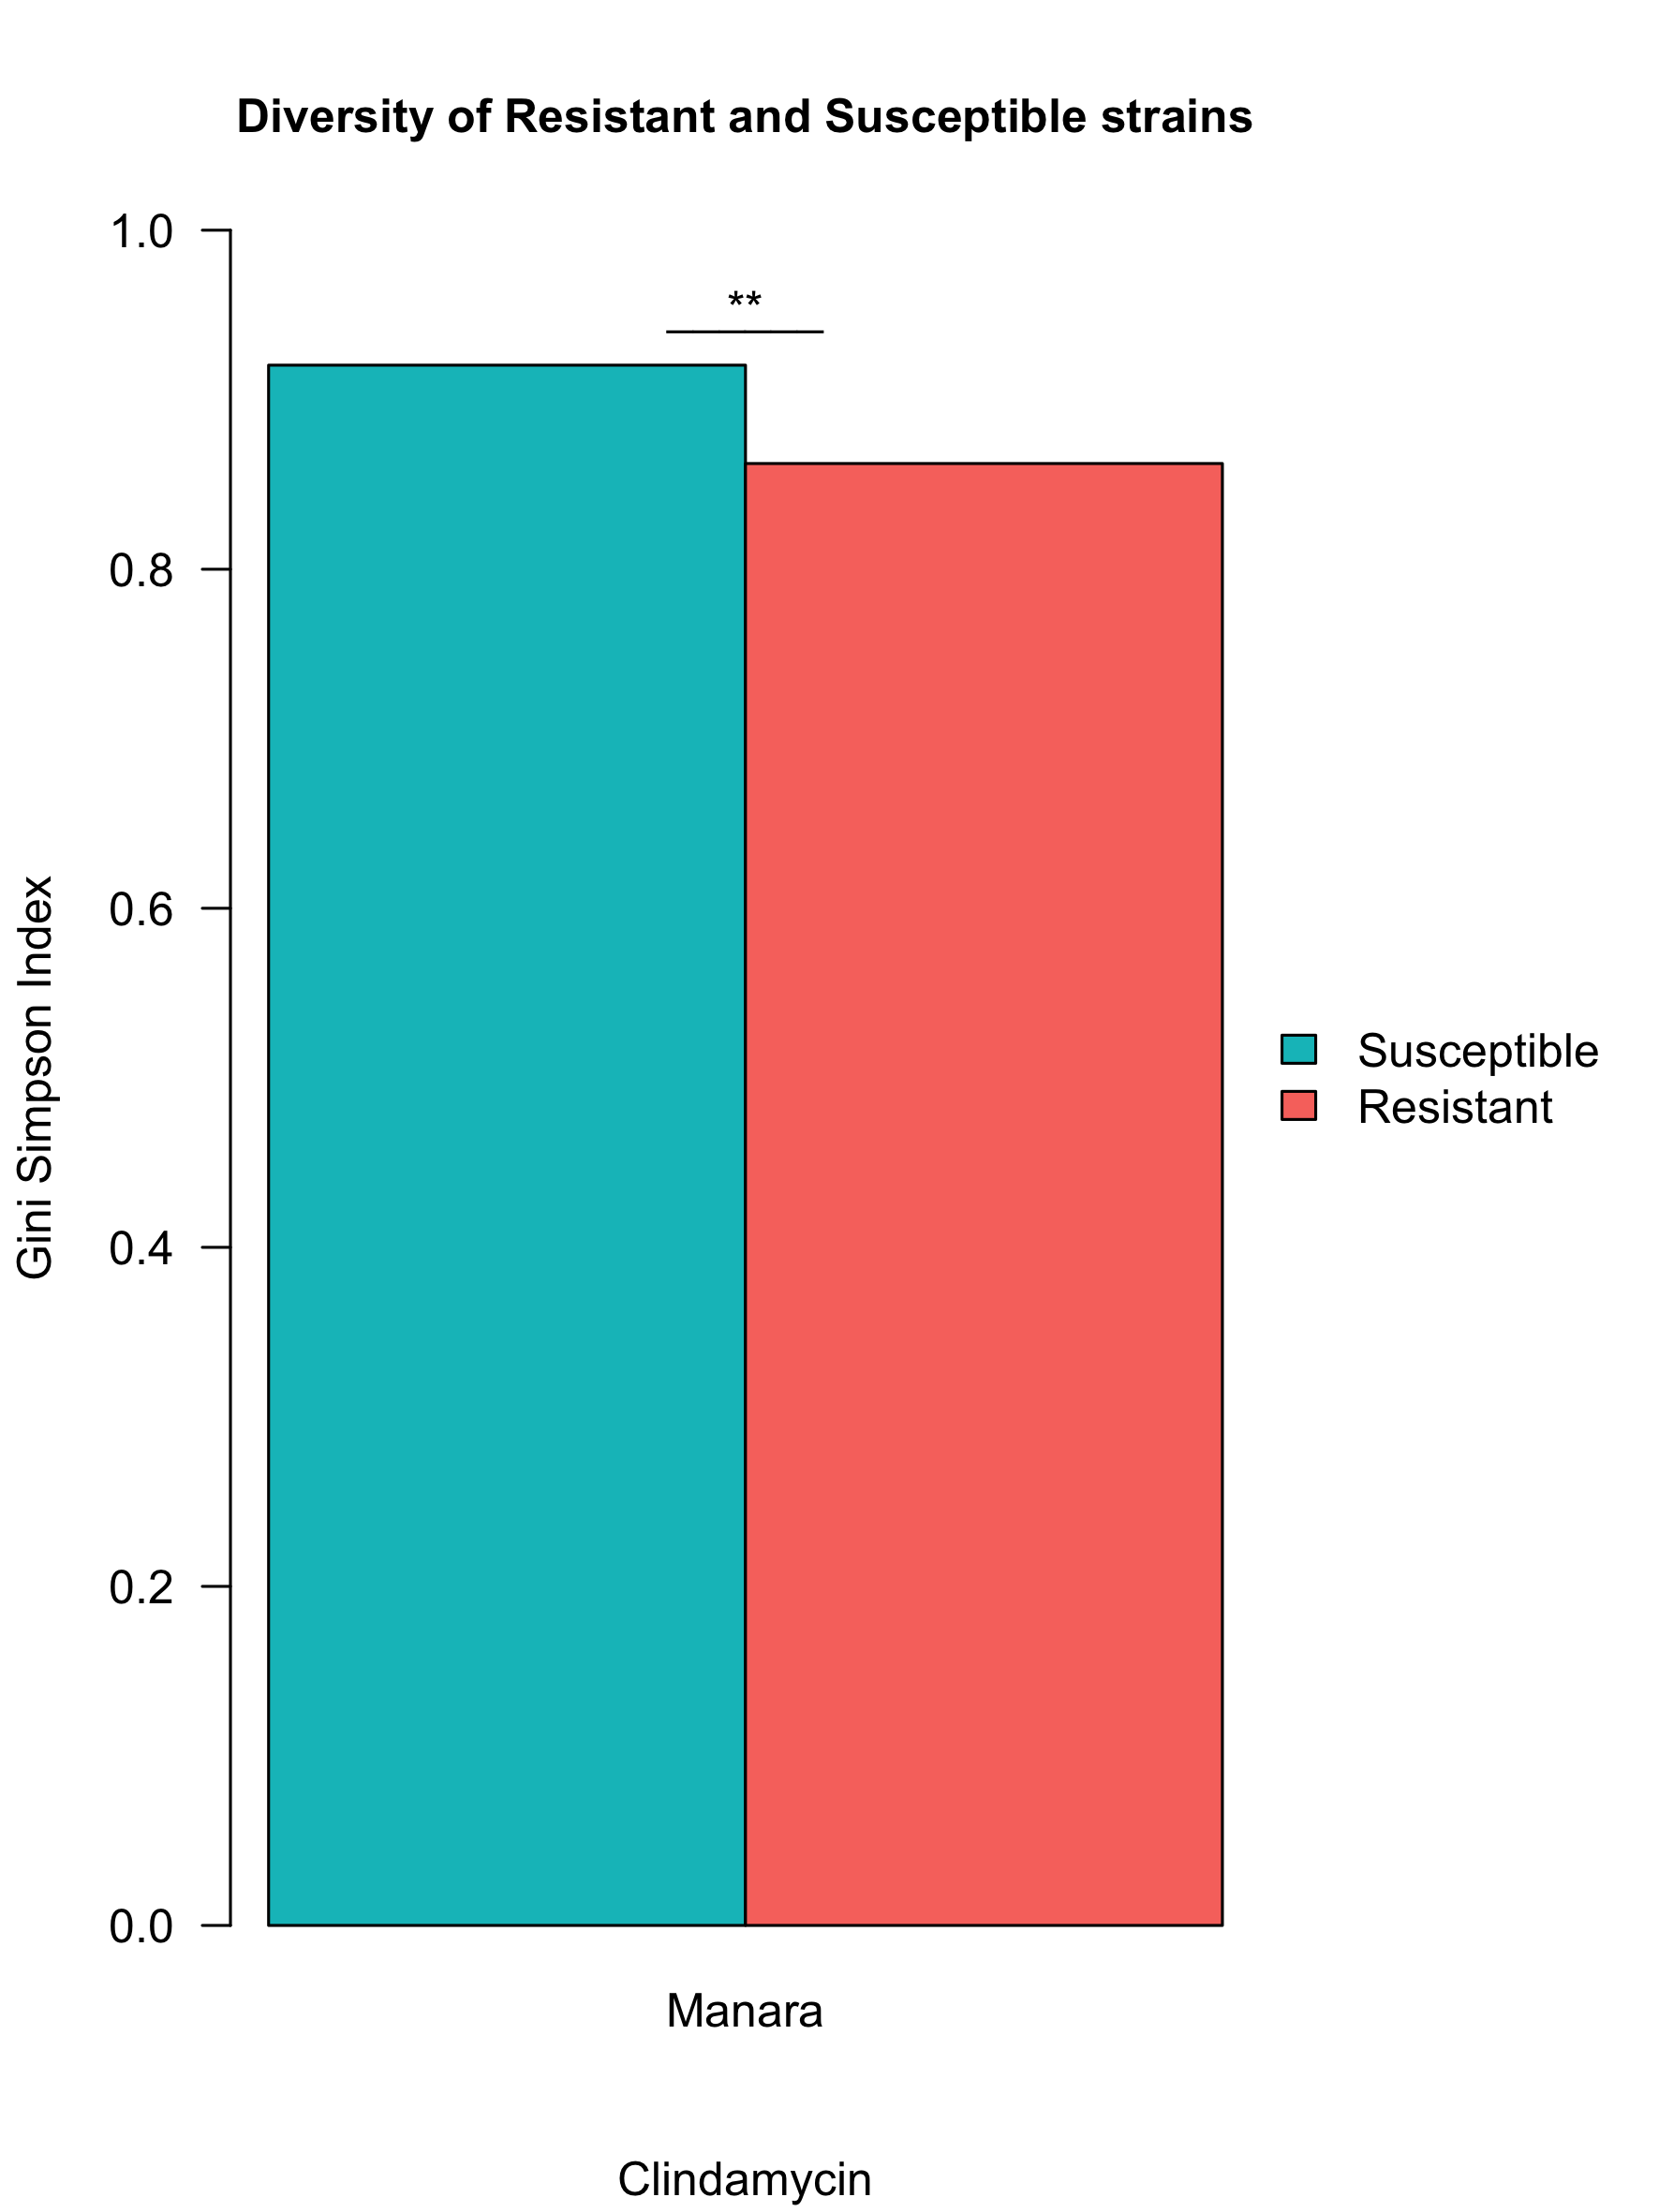 Diversity of Resistant and Susceptible strains
1.0
**
0.8
0.6
0.4
0.2
0.0
Gini Simpson Index
Susceptible
Resistant
Manara
Clindamycin